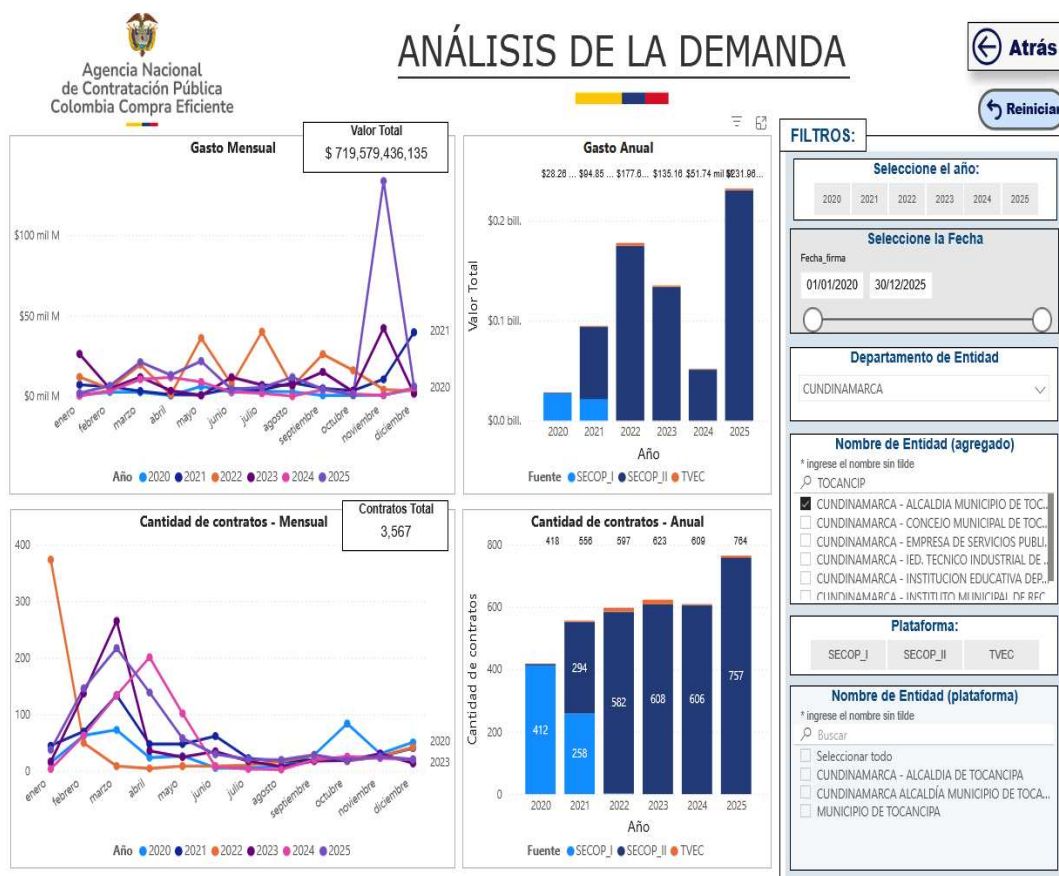 Agencia Nacional
de Contratación Pública
Colombia Compra Eficiente
ANÁLISIS DE LA DEMANDA
Atrás
Reiniciar
Gasto Mensual
Valor Total
$ 719,579,436,135
$100 mil M
$50 mil M
$0 mil M
2021
2020
enero
febrero
marzo
abril
mayo
junio
julio
agosto
septiembre
octubre
noviembre
diciembre
Año 2020 2021 2022 2023 2024 2025
Gasto Anual
$28.26 ... $94.85 ... $177.6... $135.16 $51.74 mil $231.96...
Valor Total
$0.2 bill.
$0.1 bill.
$0.0 bill.
2020 2021 2022 2023 2024 2025
Año
Fuente SECOP_I SECOP_II TVEC
Cantidad de contratos - Mensual
Contratos Total
3,567
400
300
200
100
0
2020
2023
enero
febrero
marzo
abril
mayo
junio
julio
agosto
septiembre
octubre
noviembre
diciembre
Año 2020 2021 2022 2023 2024 2025
Cantidad de contratos - Anual
418 556 597 623 609 764
Cantidad de contratos
800
600
400
200
0
412
294
258
582
608
606
757
2020 2021 2022 2023 2024 2025
Año
Fuente SECOP_I SECOP_II TVEC
FILTROS:
Seleccione el año:
2020 2021 2022 2023 2024 2025
Seleccione la Fecha
Fecha_firma
01/01/2020 30/12/2025
Departamento de Entidad
CUNDINAMARCA
Nombre de Entidad (agregado)
* ingrese el nombre sin tilde
TOCANCIP
CUNDINAMARCA - ALCALDIA MUNICIPIO DE TOC...
CUNDINAMARCA - CONCEJO MUNICIPAL DE TOC...
CUNDINAMARCA - EMPRESA DE SERVICIOS PUBLI...
CUNDINAMARCA - IED. TECNICO INDUSTRIAL DE ...
CUNDINAMARCA - INSTITUCION EDUCATIVA DEP...
CUNDINAMARCA - INSTITUTO MUNICIPAL DE REC
Plataforma:
SECOP_I SECOP_II TVEC
Nombre de Entidad (plataforma)
* ingrese el nombre sin tilde
Buscar
Seleccionar todo
CUNDINAMARCA - ALCALDIA DE TOCANCIPA
CUNDINAMARCA ALCALDÍA MUNICIPIO DE TOCA...
MUNICIPIO DE TOCANCIPA